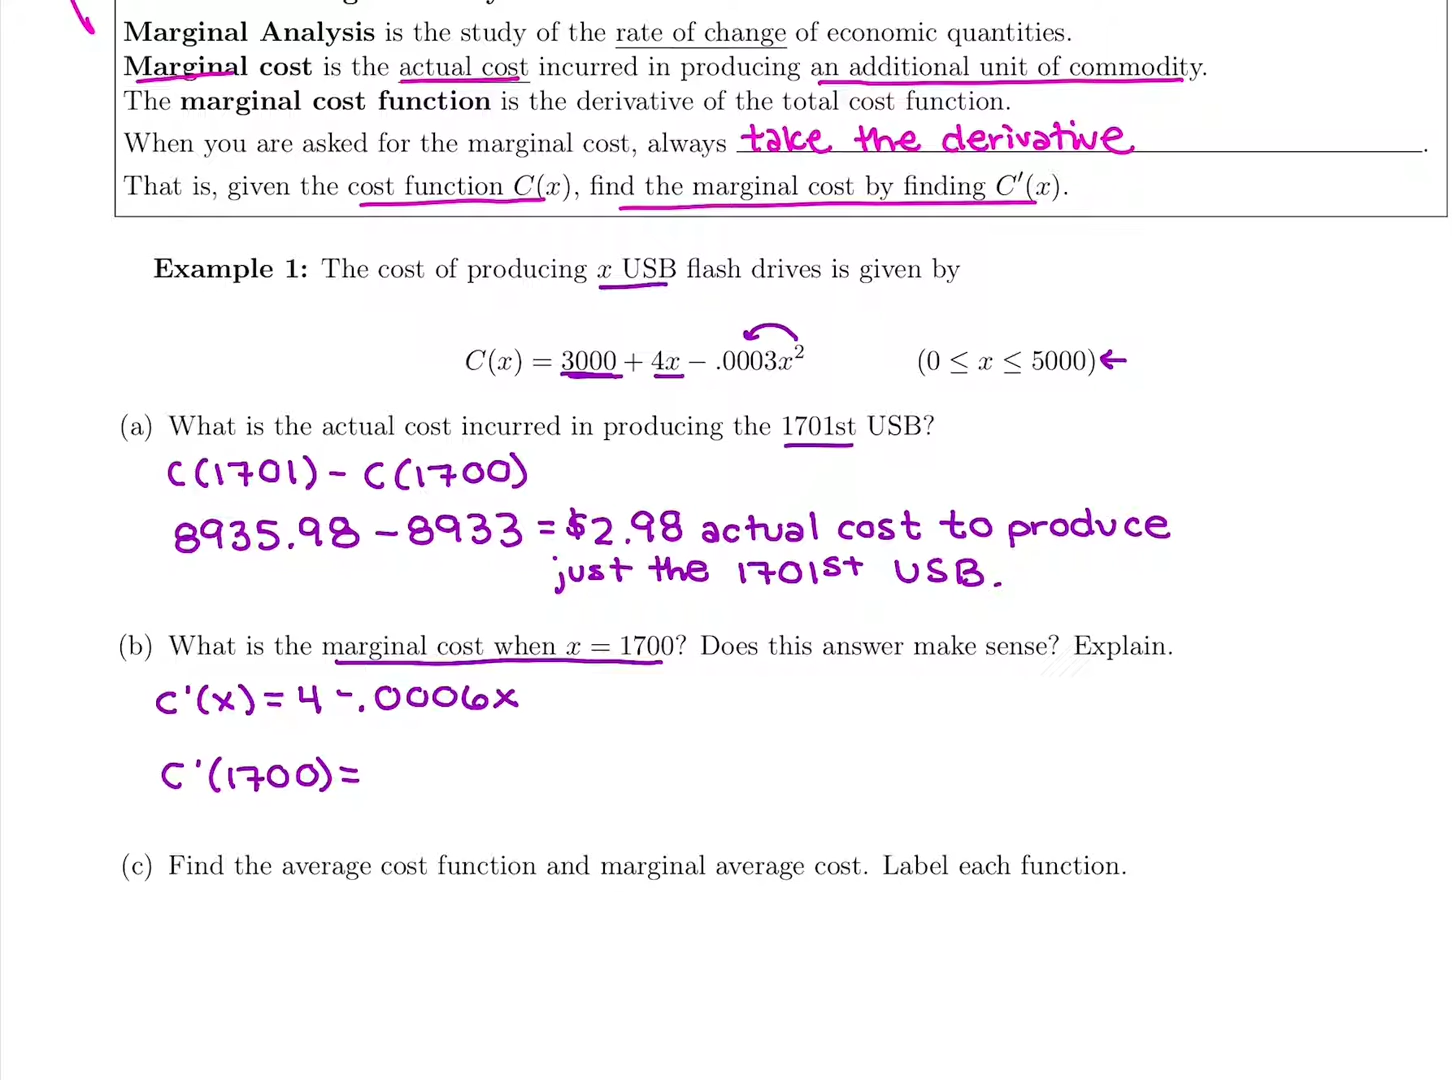 Marginal Analysis is the study of the rate of change of economic quantities.
Marginal cost is the actual cost incurred in producing an additional unit of commodity.
The marginal cost function is the derivative of the total cost function.
When you are asked for the marginal cost, always take the derivative.
That is, given the cost function C(x), find the marginal cost by finding C′(x).
Example 1: The cost of producing x USB flash drives is given by
C(x) = 3000 + 4x − .0003x² (0 ≤ x ≤ 5000) ←
(a) What is the actual cost incurred in producing the 1701st USB?
C(1701) - C(1700)
8935.98 - 8933 = $2.98 actual cost to produce
just the 1701st USB.
(b) What is the marginal cost when x = 1700? Does this answer make sense? Explain.
C'(x) = 4 - .0006x
C'(1700) =
(c) Find the average cost function and marginal average cost. Label each function.